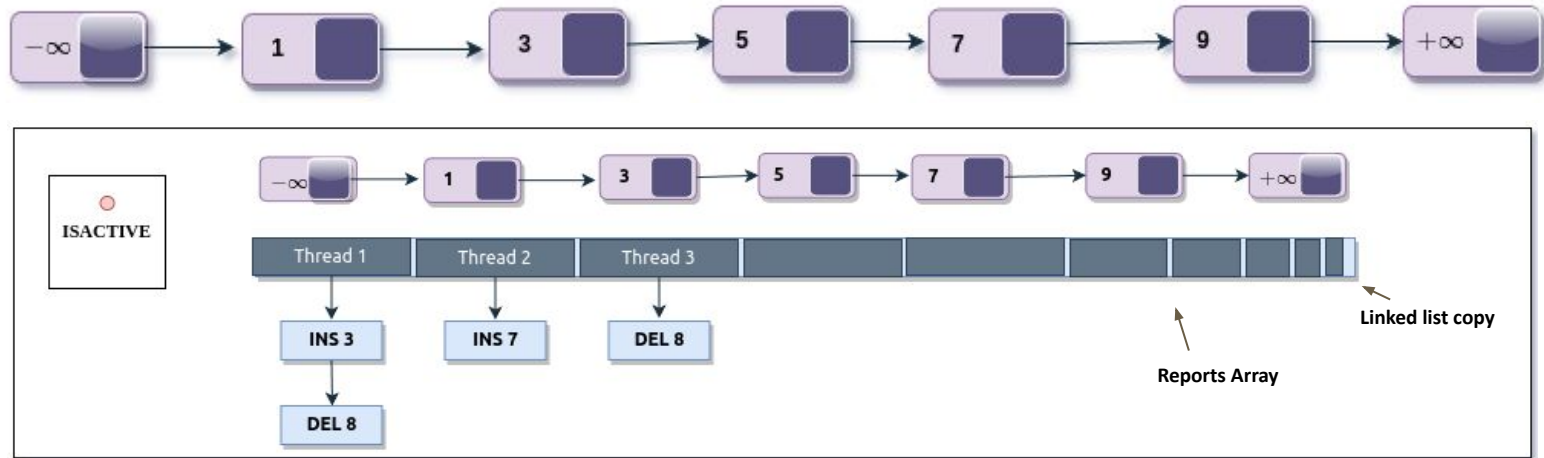 −∞ 1 3 5 7 9 +∞
−∞ 1 3 5 7 9 +∞
ISACTIVE
Thread 1 Thread 2 Thread 3
INS 3 INS 7 DEL 8
Linked list copy
Reports Array
DEL 8